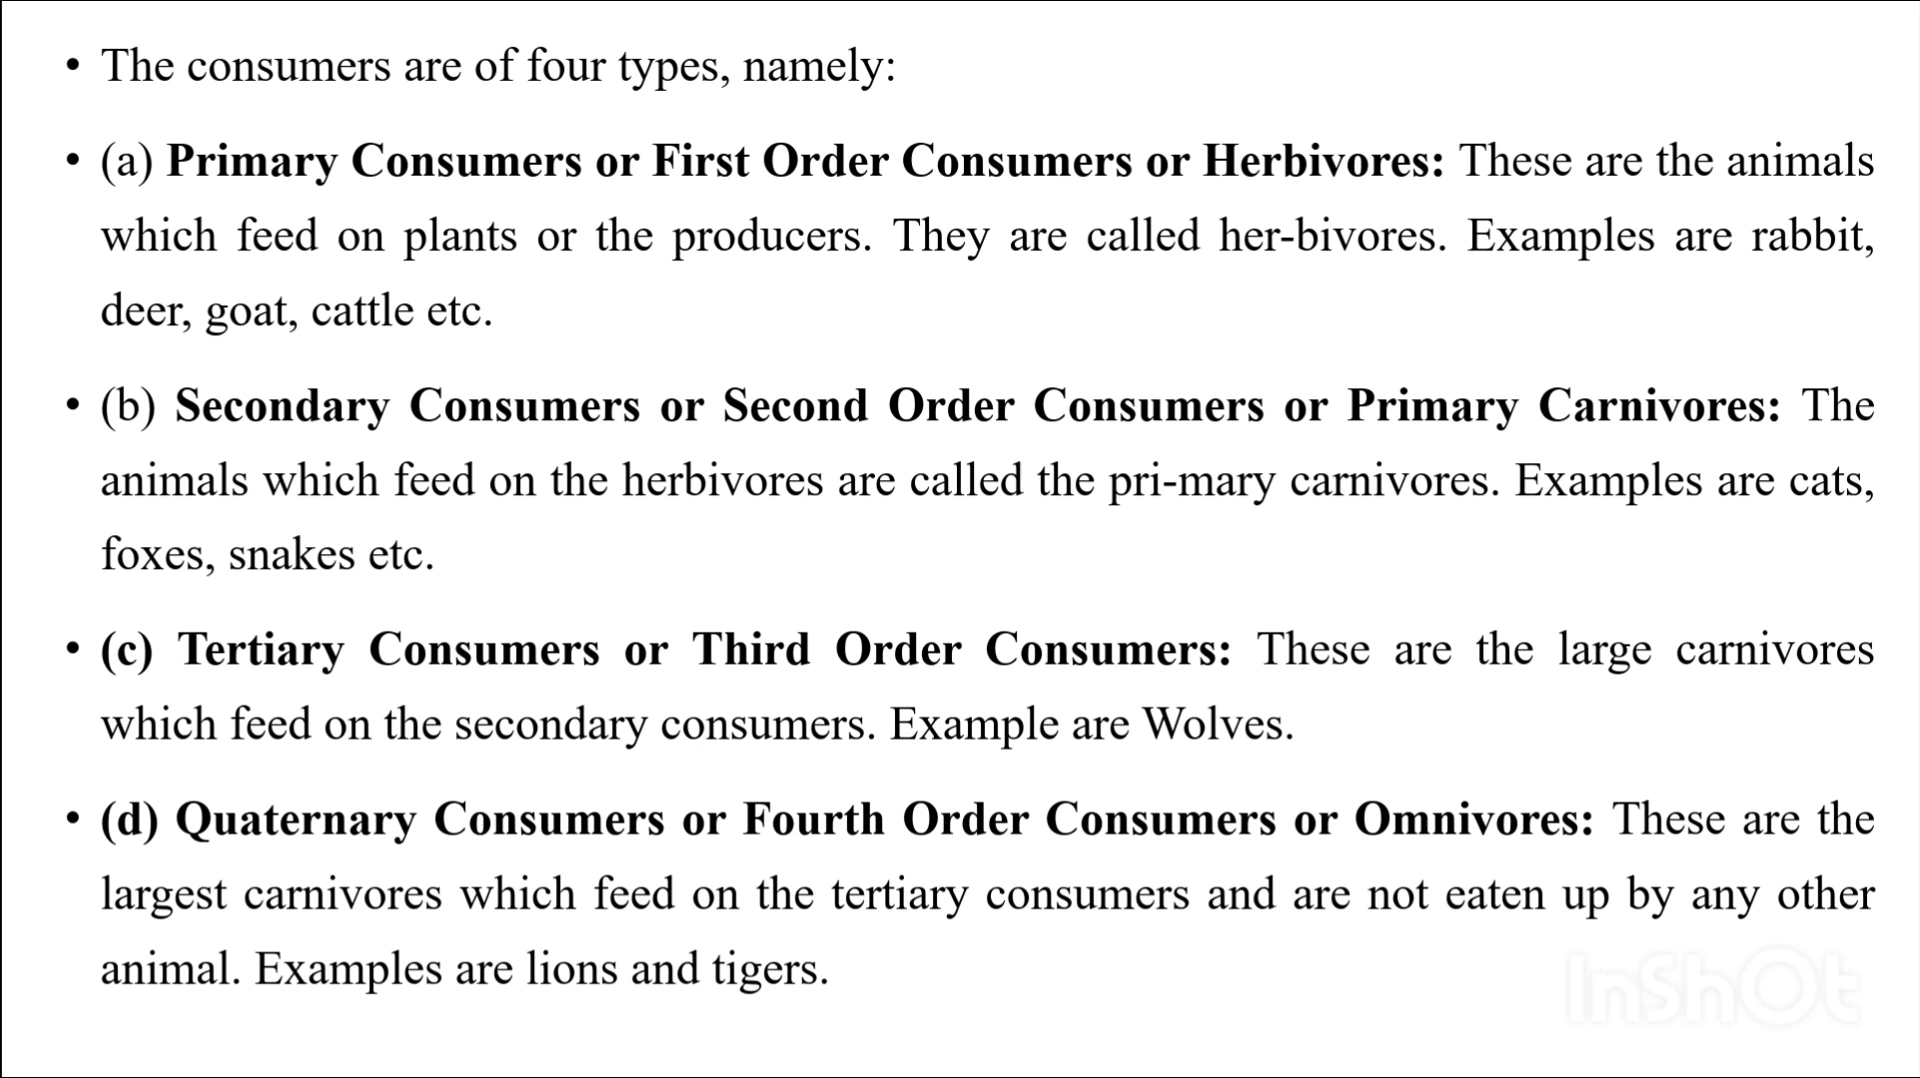 • The consumers are of four types, namely:
• (a) Primary Consumers or First Order Consumers or Herbivores: These are the animals
which feed on plants or the producers. They are called her-bivores. Examples are rabbit,
deer, goat, cattle etc.
• (b) Secondary Consumers or Second Order Consumers or Primary Carnivores: The
animals which feed on the herbivores are called the pri-mary carnivores. Examples are cats,
foxes, snakes etc.
• (c) Tertiary Consumers or Third Order Consumers: These are the large carnivores
which feed on the secondary consumers. Example are Wolves.
• (d) Quaternary Consumers or Fourth Order Consumers or Omnivores: These are the
largest carnivores which feed on the tertiary consumers and are not eaten up by any other
animal. Examples are lions and tigers.
InShOt